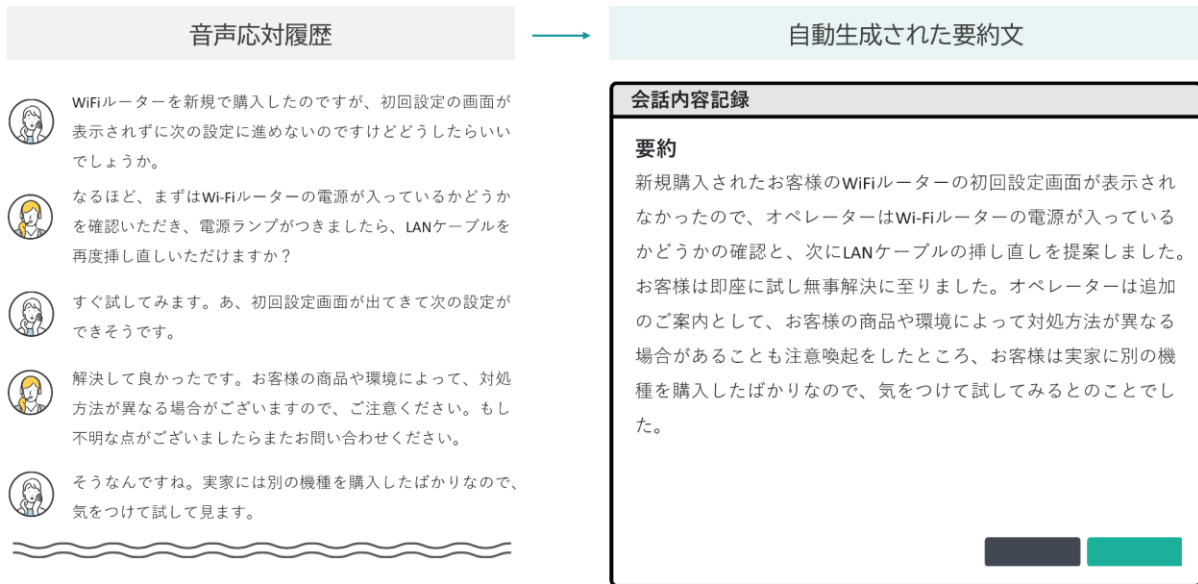 音声応対履歴
WiFiルーターを新規で購入したのですが、初回設定の画面が
表示されずに次の設定に進めないのですけどどうしたらいい
でしょうか。
なるほど、まずはWi-Fiルーターの電源が入っているかどうか
を確認いただき、電源ランプがつきましたら、LANケーブルを
再度挿し直しいただけますか？
すぐ試してみます。あ、初回設定画面が出てきて次の設定が
できそうです。
解決して良かったです。お客様の商品や環境によって、対処
方法が異なる場合がございますので、ご注意ください。もし
不明な点がございましたらまたお問い合わせください。
そうなんですね。実家には別の機種を購入したばかりなので、
気をつけて試して見ます。
自動生成された要約文
会話内容記録
要約
新規購入されたお客様のWiFiルーターの初回設定画面が表示され
なかったので、オペレーターはWi-Fiルーターの電源が入っている
かどうかの確認と、次にLANケーブルの挿し直しを提案しました。
お客様は即座に試し無事解決に至りました。オペレーターは追加
のご案内として、お客様の商品や環境によって対処方法が異なる
場合があることも注意喚起をしたところ、お客様は実家に別の機
種を購入したばかりなので、気をつけて試してみるとのことでし
た。